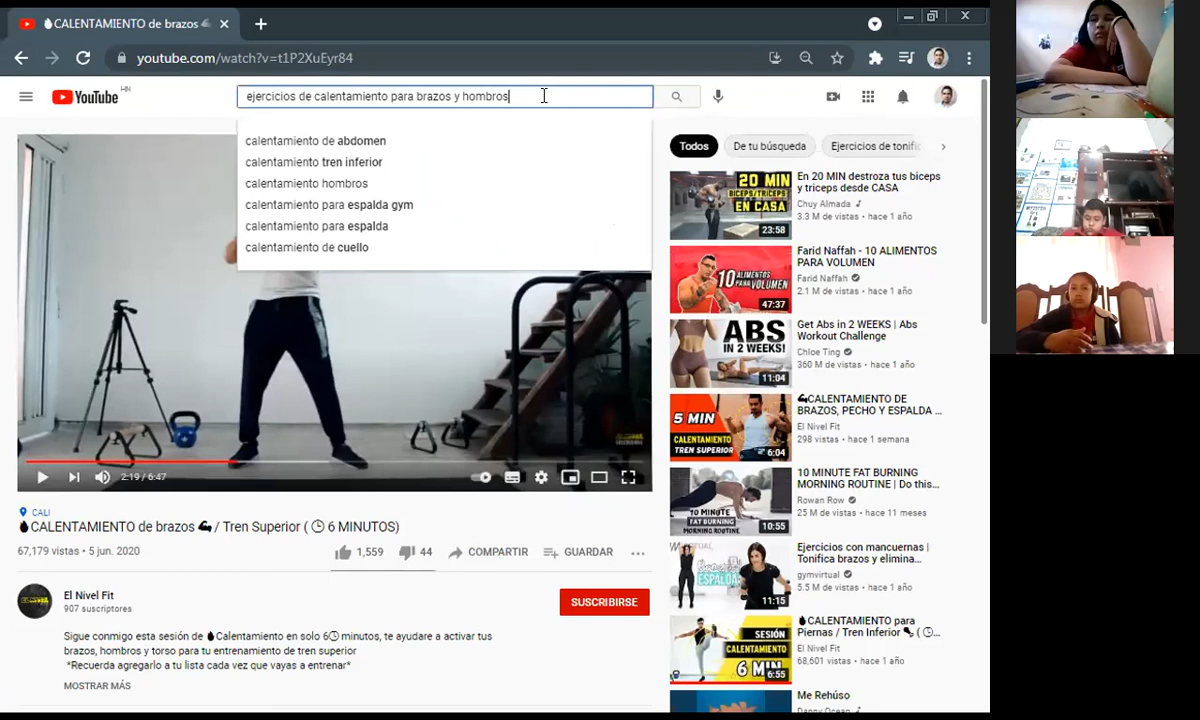 🔥CALENTAMIENTO de brazos 💪
youtube.com/watch?v=t1P2XuEyr84
YouTube HN
ejercicios de calentamiento para brazos y hombros
calentamiento de abdomen
calentamiento tren inferior
calentamiento hombros
calentamiento para espalda gym
calentamiento para espalda
calentamiento de cuello
2:19 / 6:47
CALI
🔥CALENTAMIENTO de brazos 💪 / Tren Superior ( 🕒 6 MINUTOS)
67,179 vistas • 5 jun. 2020
1,559
44
COMPARTIR
GUARDAR
El Nivel Fit
907 suscriptores
SUSCRIBIRSE
Sigue conmigo esta sesión de 🔥Calentamiento en solo 6🕒 minutos, te ayudare a activar tus
brazos, hombros y torso para tu entrenamiento de tren superior
*Recuerda agregarlo a tu lista cada vez que vayas a entrenar*
MOSTRAR MÁS
Todos
De tu búsqueda
Ejercicios de tonific
20 MIN
BICEPS/TRICEPS
EN CASA
23:58
En 20 MIN destroza tus biceps
y triceps desde CASA
Chuy Almada
3.3 M de vistas • hace 1 año
10 ALIMENTOS
PARA VOLUMEN
47:37
Farid Naffah - 10 ALIMENTOS
PARA VOLUMEN
Farid Naffah
2.1 M de vistas • hace 1 año
ABS
IN 2 WEEKS!
11:04
Get Abs in 2 WEEKS | Abs
Workout Challenge
Chloe Ting
360 M de vistas • hace 1 año
5 MIN
CALENTAMIENTO
TREN SUPERIOR
6:04
💪CALENTAMIENTO DE
BRAZOS, PECHO Y ESPALDA ...
El Nivel Fit
298 vistas • hace 1 semana
10 MINUTE
FAT BURNING
MORNING ROUTINE
10:55
10 MINUTE FAT BURNING
MORNING ROUTINE | Do this...
Rowan Row
25 M de vistas • hace 11 meses
ESPALDA
11:15
Ejercicios con mancuernas |
Tonifica brazos y elimina...
gymvirtual
5.5 M de vistas • hace 1 año
SESIÓN
CALENTAMIENTO
6 MIN
6:55
🔥CALENTAMIENTO para
Piernas / Tren Inferior 🍗 ( 🕒...
El Nivel Fit
68,601 vistas • hace 1 año
Me Rehúso
Danny Ocean